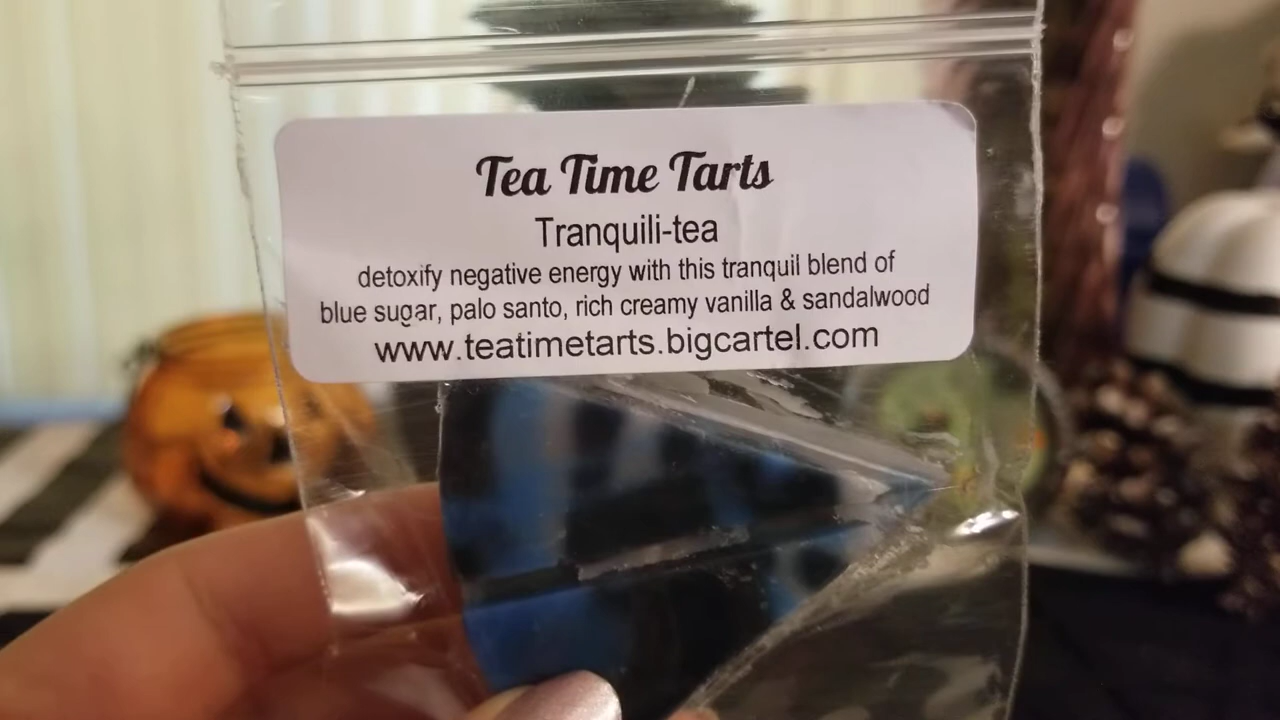 Tea Time Tarts
Tranquili-tea
detoxify negative energy with this tranquil blend of
blue sugar, palo santo, rich creamy vanilla & sandalwood
www.teatimetarts.bigcartel.com